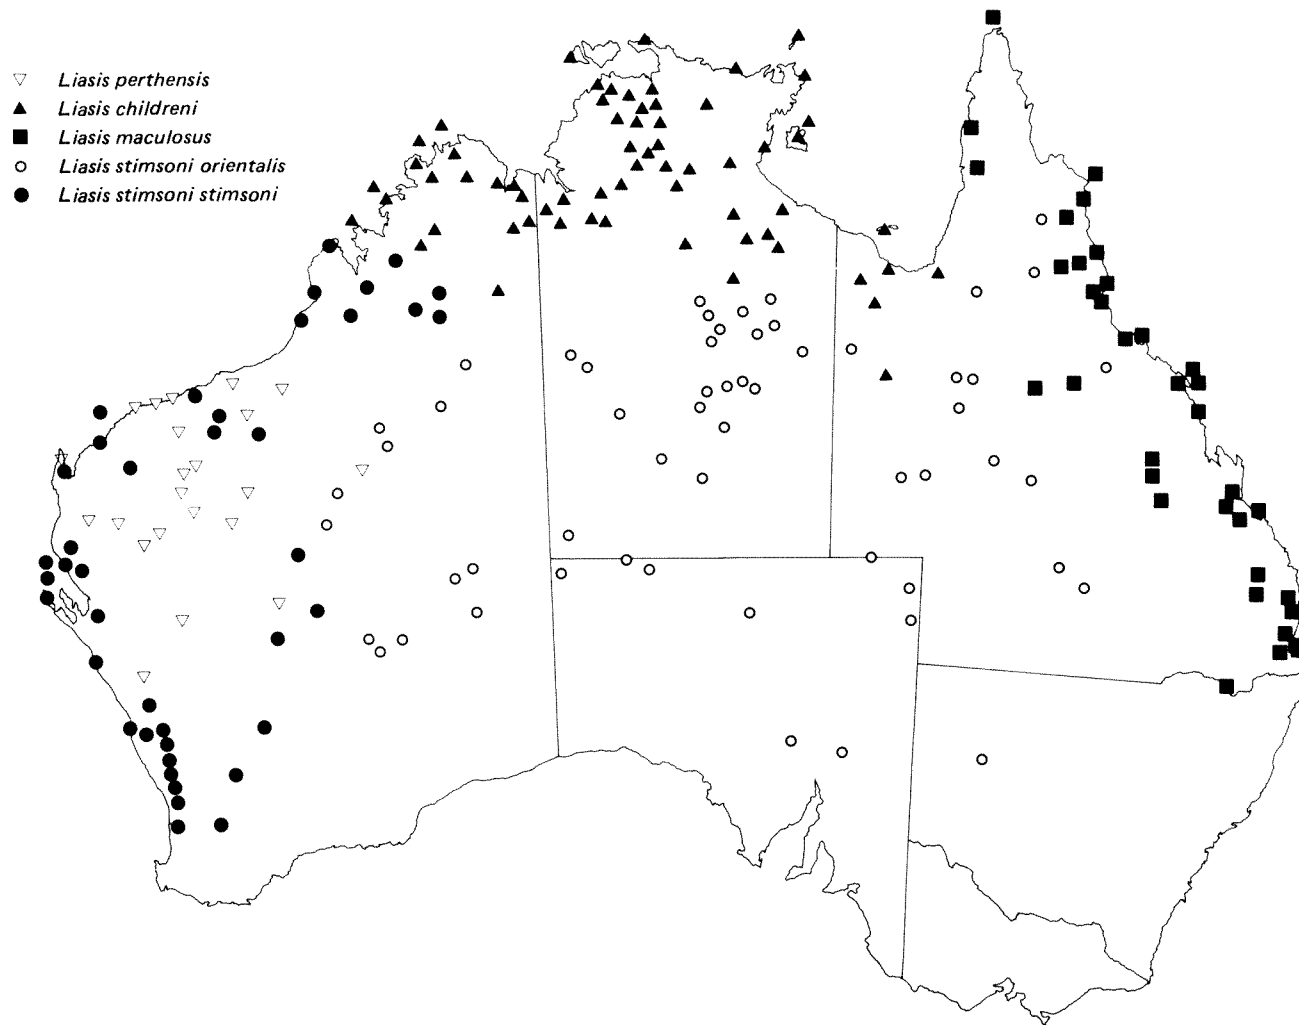 Liasis perthensis
Liasis childreni
Liasis maculosus
Liasis stimsoni orientalis
Liasis stimsoni stimsoni